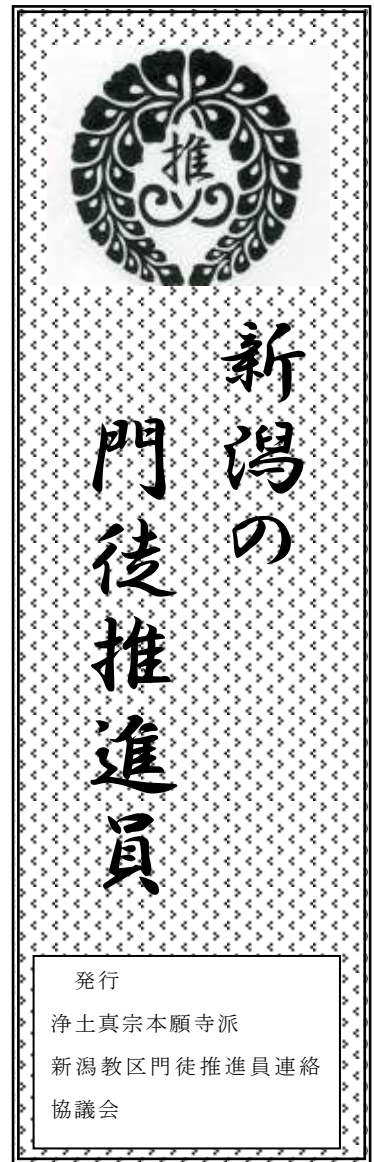 推
新潟の
門徒推進員
発行
浄土真宗本願寺派
新潟教区門徒推進員連絡
協議会